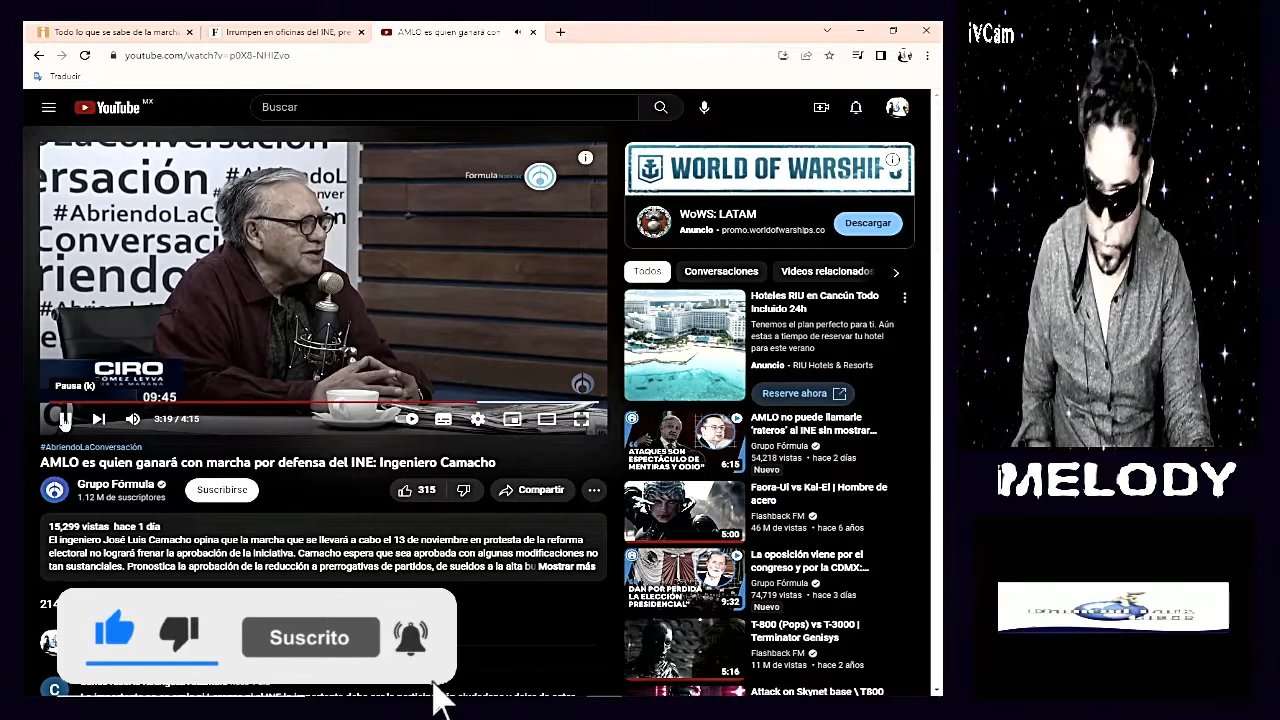 Todo lo que se sabe de la march
Irrumpen en oficinas del INE, pre
AMLO es quien ganará con
youtube.com/watch?v=p0X8-NHIZvo
Traducir
YouTube MX
Buscar
AbriendoLaConversación
ersación
#AbriendoL
#AbriendoLaCon
Conversaci
riendo
Formula NOTICIAS
CIRO
GÓMEZ LEYVA
DE LA MAÑANA
Pausa (k)
09:45
3:19 / 4:15
#AbriendoLaConversación
AMLO es quien ganará con marcha por defensa del INE: Ingeniero Camacho
Grupo Fórmula
1.12 M de suscriptores
Suscribirse
315
Compartir
15,299 vistas hace 1 día
El ingeniero José Luis Camacho opina que la marcha que se llevará a cabo el 13 de noviembre en protesta de la reforma
electoral no logrará frenar la aprobación de la iniciativa. Camacho espera que sea aprobada con algunas modificaciones no
tan sustanciales. Pronostica la aprobación de la reducción a prerrogativas de partidos, de sueldos a la alta bu Mostrar más
214
Suscrito
WORLD OF WARSHIPS
WoWS: LATAM
Anuncio • promo.worldofwarships.co
Descargar
Todos
Conversaciones
Videos relacionados
Hoteles RIU en Cancún Todo
Incluido 24h
Tenemos el plan perfecto para ti. Aún
estas a tiempo de reservar tu hotel
para este verano
Anuncio • RIU Hotels & Resorts
Reserve ahora
ATAQUES SON
ESPECTÁCULO DE
MENTIRAS Y ODIO"
6:15
AMLO no puede llamarle
'rateros' al INE sin mostrar...
Grupo Fórmula
54,218 vistas • hace 2 días
Nuevo
5:00
Faora-Ul vs Kal-El | Hombre de
acero
Flashback FM
46 M de vistas • hace 6 años
DAN POR PERDIDA
LA ELECCIÓN
PRESIDENCIAL"
9:32
La oposición viene por el
congreso y por la CDMX:...
Grupo Fórmula
74,719 vistas • hace 3 días
Nuevo
5:16
T-800 (Pops) vs T-3000 |
Terminator Genisys
Flashback FM
11 M de vistas • hace 6 años
Attack on Skynet base \ T800
iVCam
MELODY